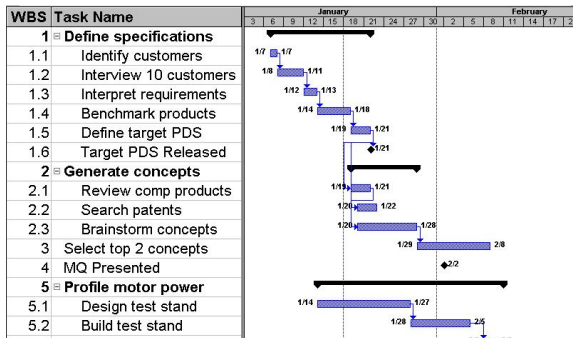 WBS Task Name January February
3 6 9 12 15 18 21 24 27 30 2 5 8 11 14 17 20
1 Define specifications
1.1 Identify customers 1/7 1/7
1.2 Interview 10 customers 1/8 1/11
1.3 Interpret requirements 1/12 1/13
1.4 Benchmark products 1/14 1/18
1.5 Define target PDS 1/19 1/21
1.6 Target PDS Released 1/21
2 Generate concepts
2.1 Review comp products 1/19 1/21
2.2 Search patents 1/20 1/22
2.3 Brainstorm concepts 1/20 1/28
3 Select top 2 concepts 1/29 2/8
4 MQ Presented 2/2
5 Profile motor power
5.1 Design test stand 1/14 1/27
5.2 Build test stand 1/28 2/5